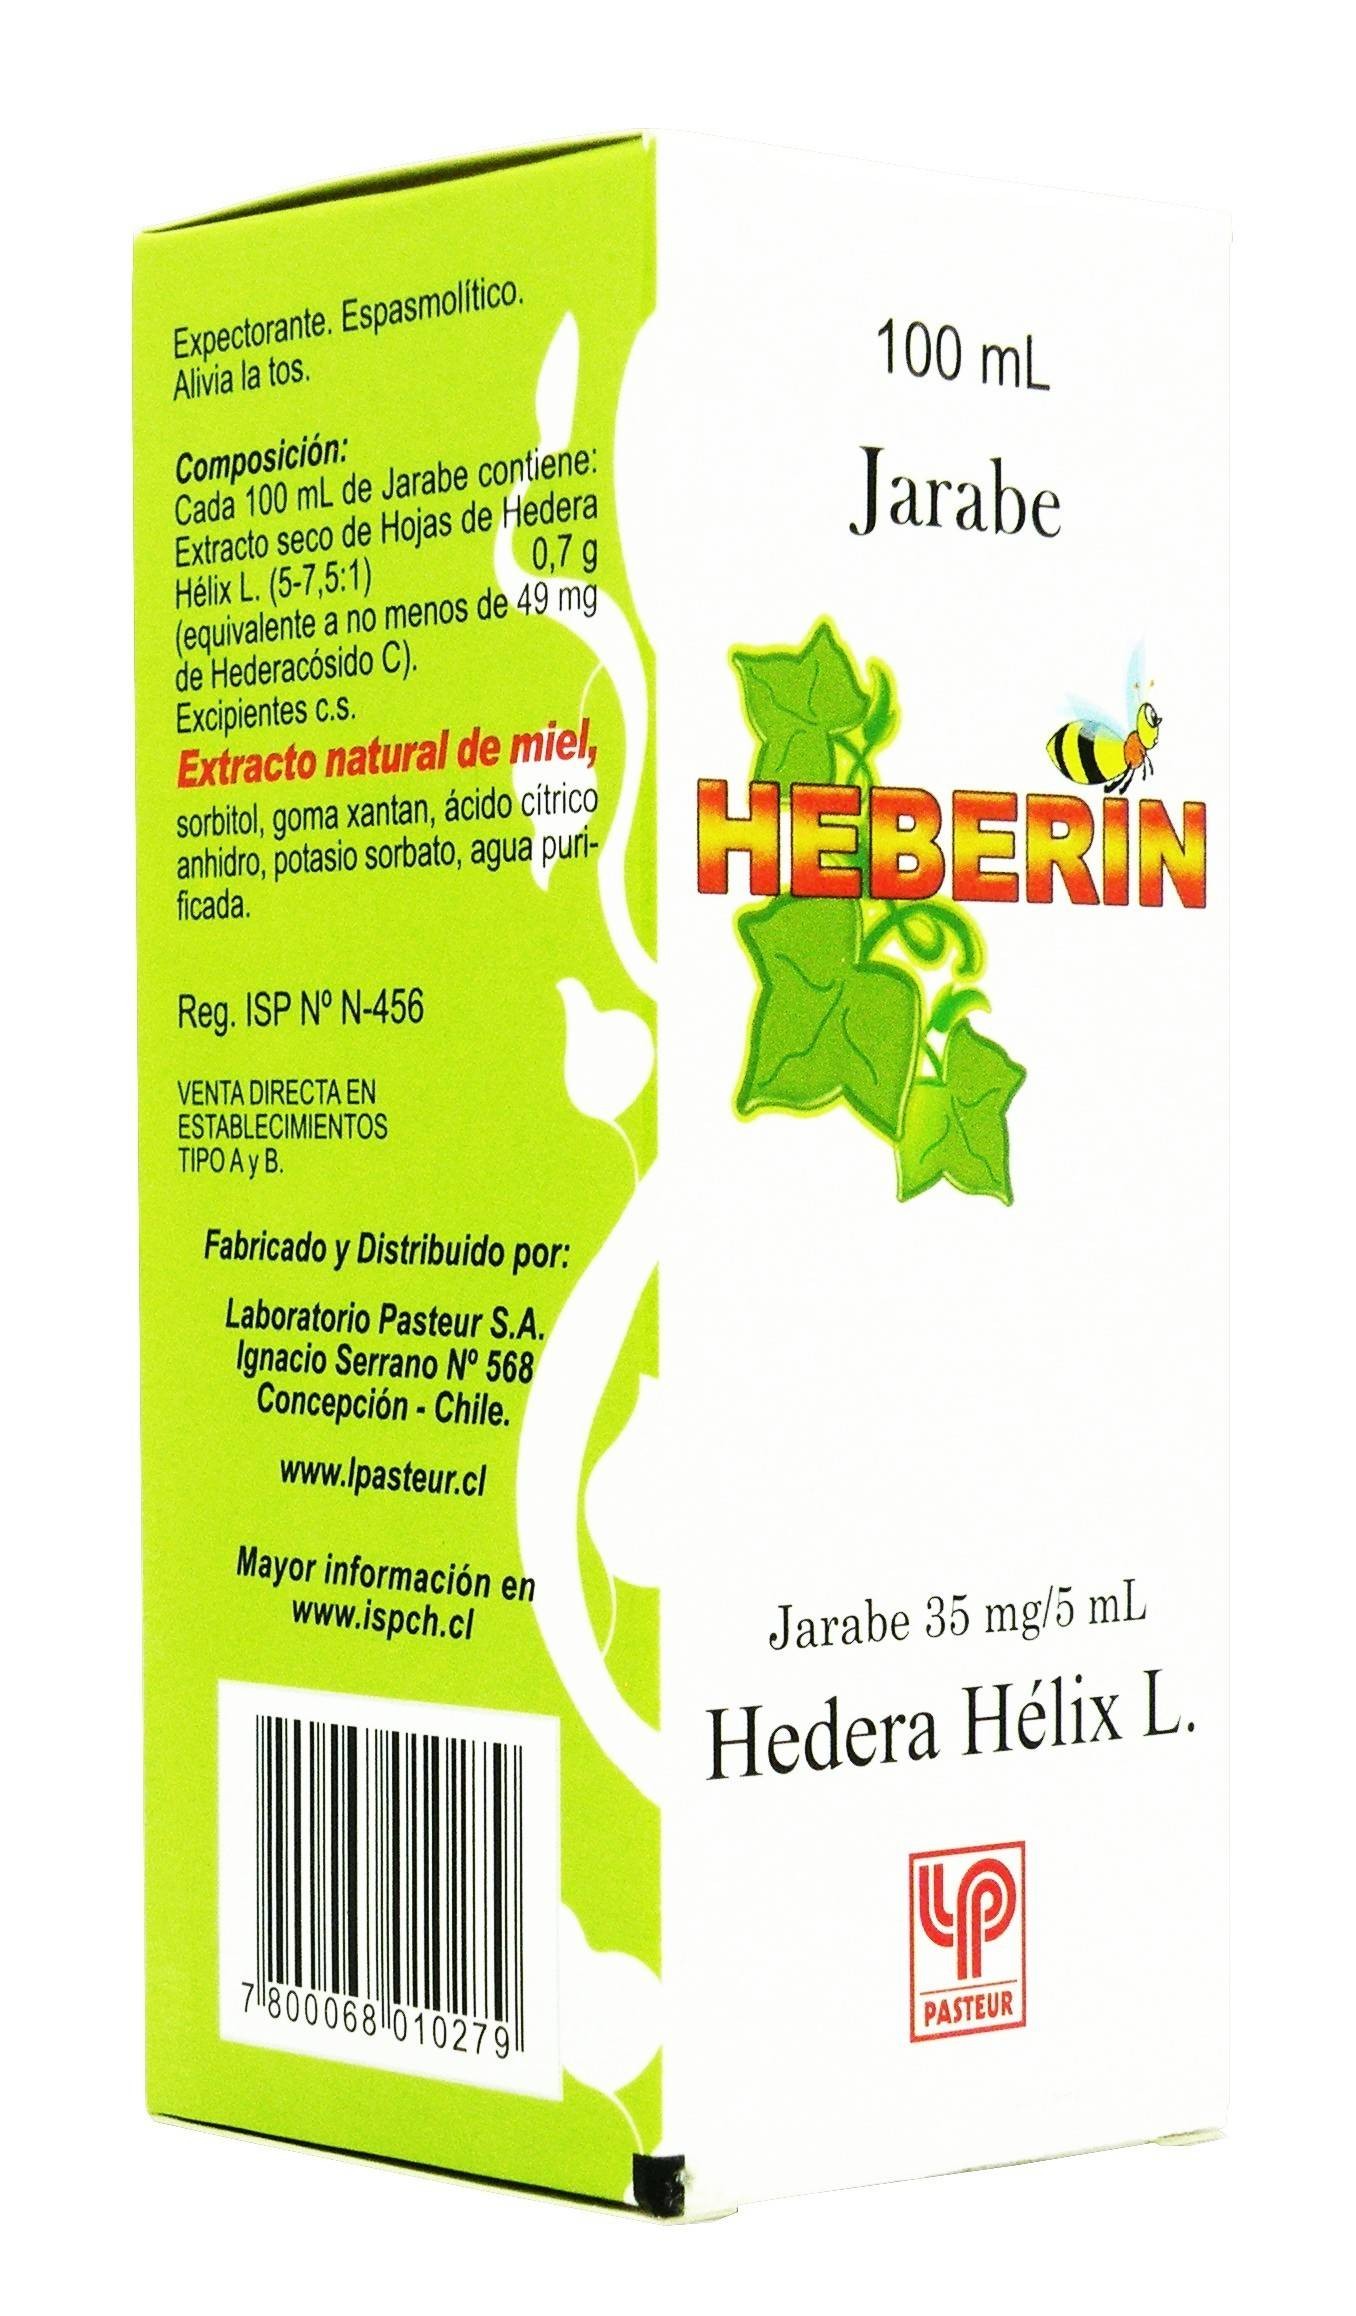 Expectorante. Espasmolítico.
Alivia la tos.
Composición:
Cada 100 mL de Jarabe contiene:
Extracto seco de Hojas de Hedera
Hélix L. (5-7,5:1) 0,7 g
(equivalente a no menos de 49 mg
de Hederacósido C).
Excipientes c.s.
Extracto natural de miel,
sorbitol, goma xantan, ácido cítrico
anhidro, potasio sorbato, agua puri-
ficada.
Reg. ISP Nº N-456
VENTA DIRECTA EN
ESTABLECIMIENTOS
TIPO A y B.
Fabricado y Distribuido por:
Laboratorio Pasteur S.A.
Ignacio Serrano Nº 568
Concepción - Chile.
www.lpasteur.cl
Mayor información en
www.ispch.cl
7 800068 010279
100 mL
Jarabe
HEBERIN
Jarabe 35 mg/5 mL
Hedera Hélix L.
LP
PASTEUR